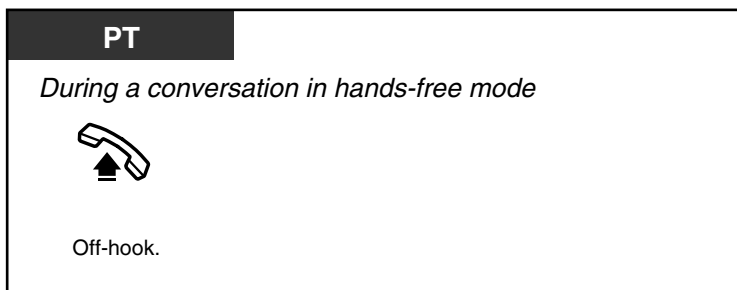 PT
During a conversation in hands-free mode
Off-hook.